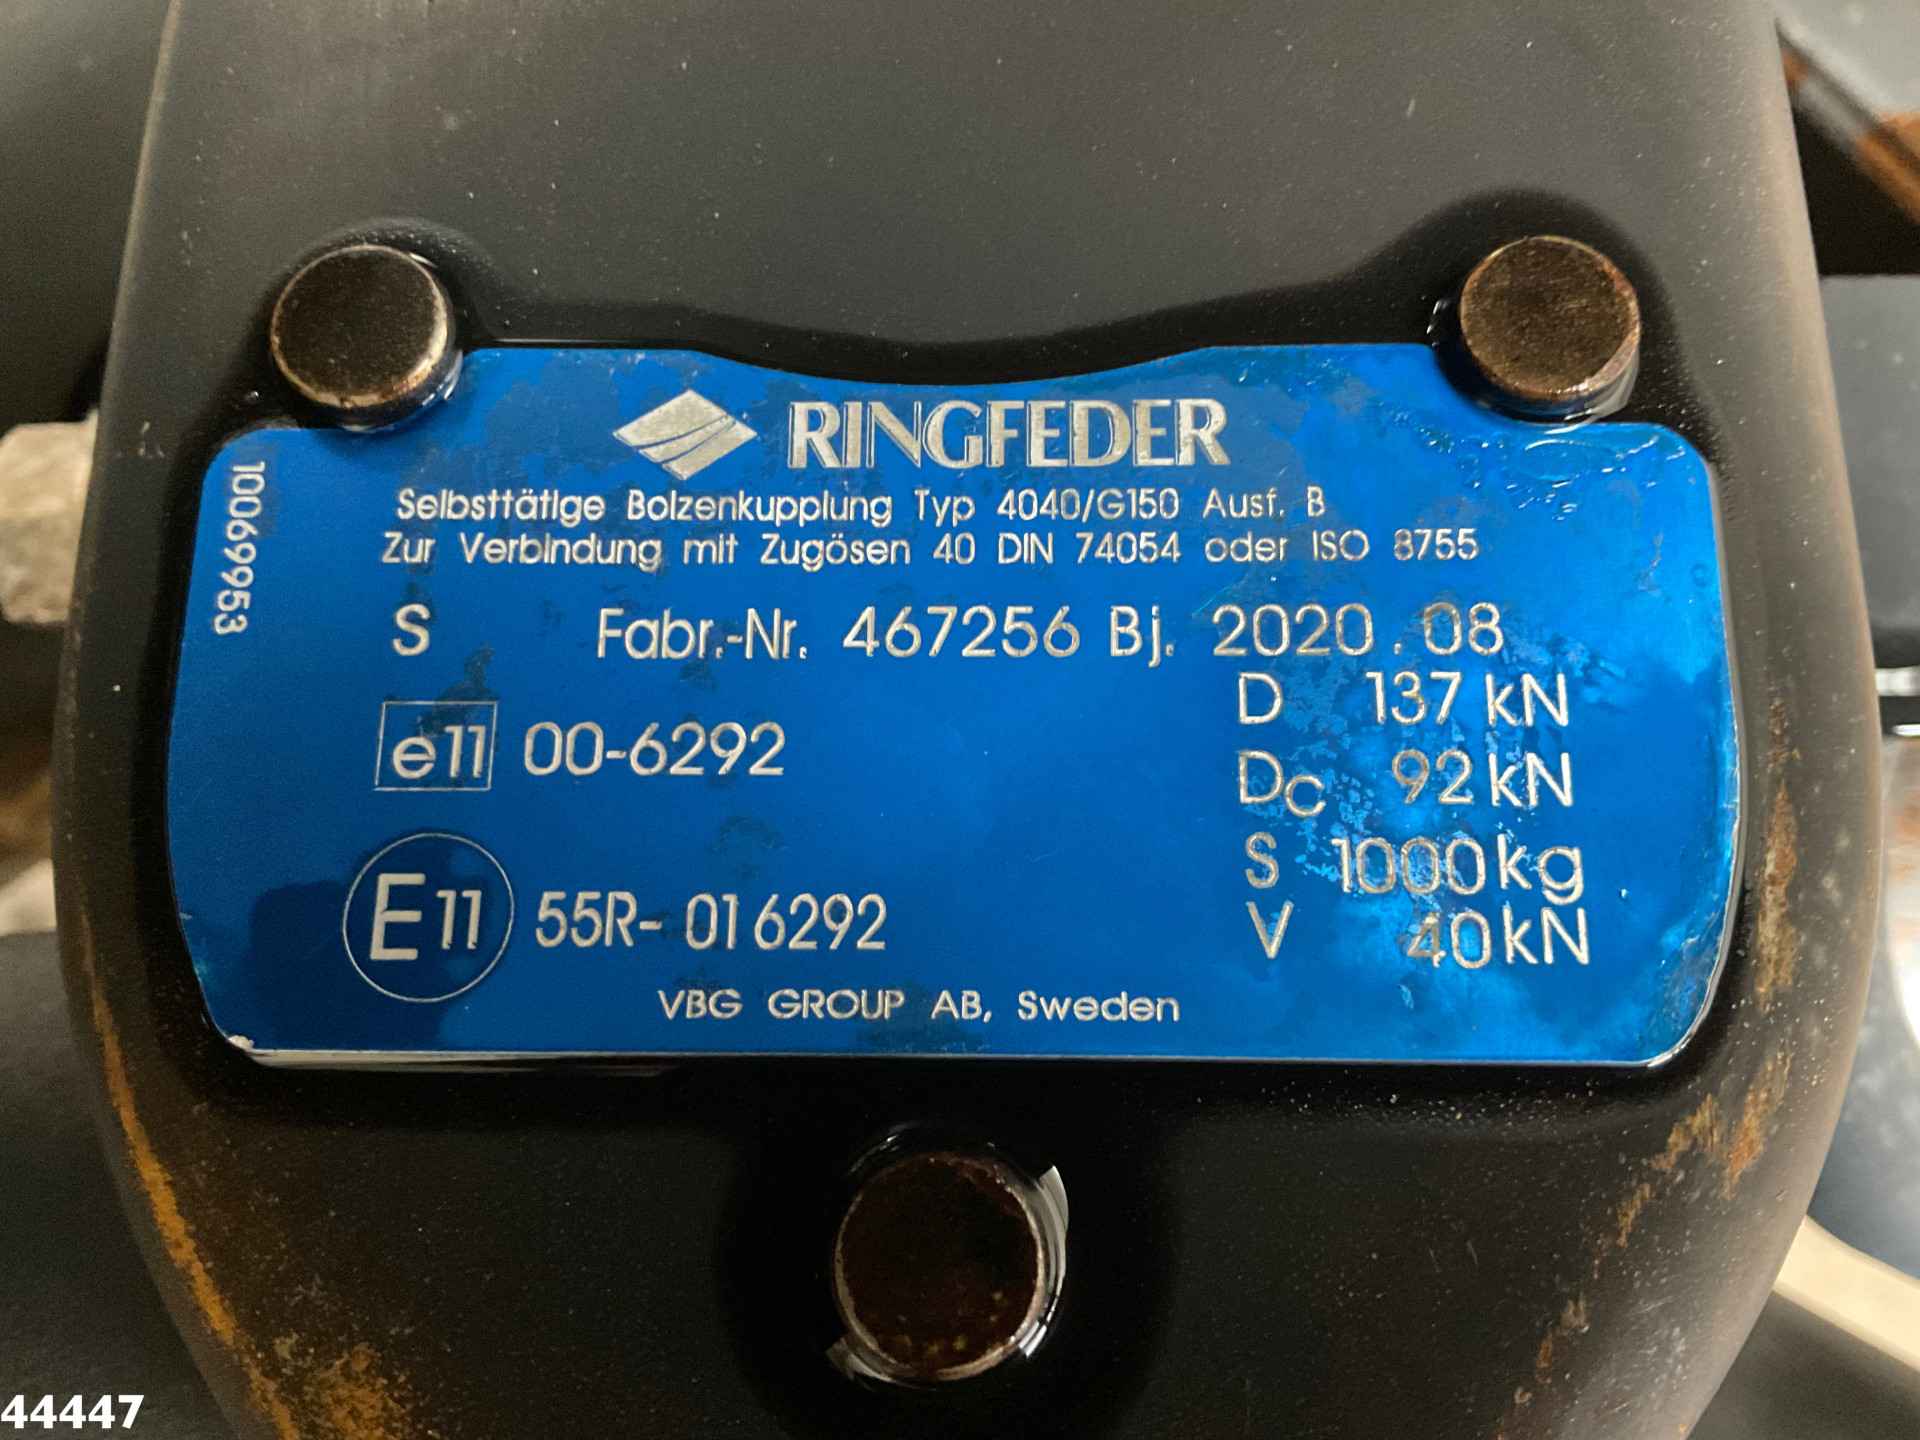 RINGFEDER
Selbsttätige Bolzenkupplung Typ 4040/G150 Ausf. B
Zur Verbindung mit Zugösen 40 DIN 74054 oder ISO 8755
10069953
S Fabr.-Nr. 467256 Bj. 2020.08
D 137 kN
e11 00-6292
Dc 92 kN
S 1000 kg
E11 55R- 01 6292
V 40 kN
VBG GROUP AB, Sweden
44447